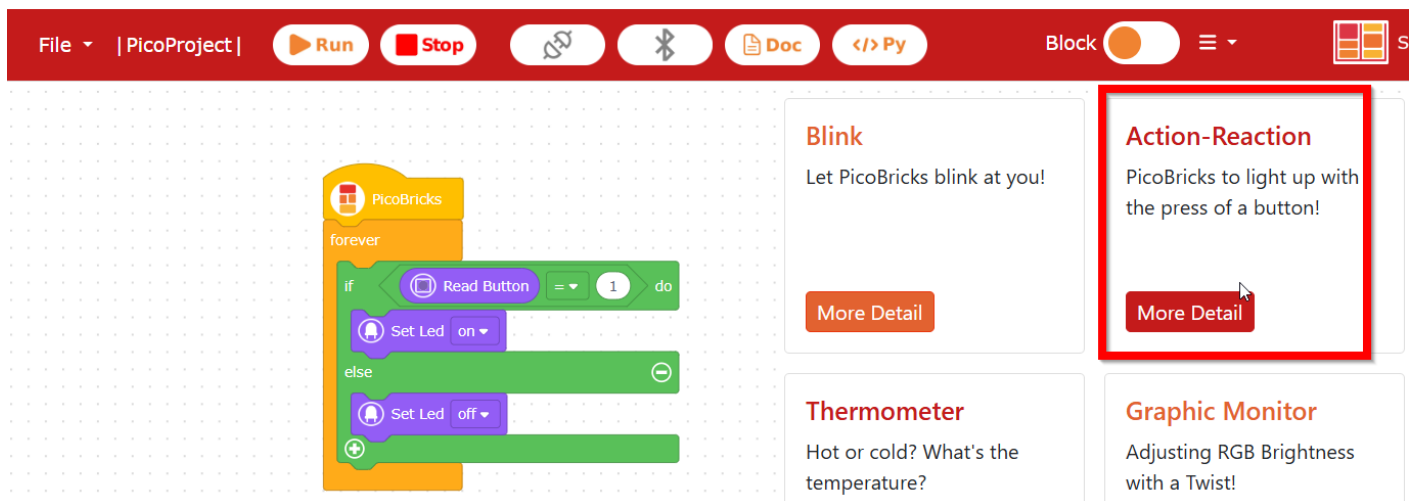 File |PicoProject| Run Stop Doc </> Py Block S
PicoBricks
forever
if Read Button = 1 do
Set Led on
else
Set Led off
Blink
Let PicoBricks blink at you!
More Detail
Action-Reaction
PicoBricks to light up with
the press of a button!
More Detail
Thermometer
Hot or cold? What's the
temperature?
Graphic Monitor
Adjusting RGB Brightness
with a Twist!